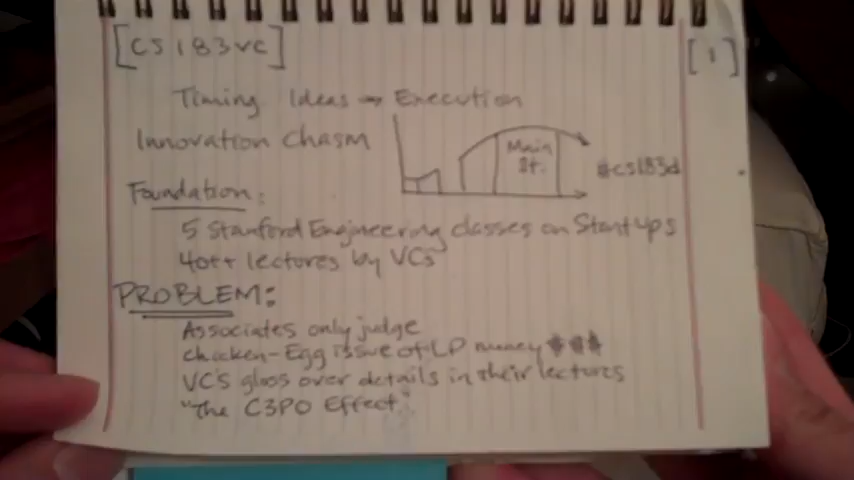 [CS183VC]
[1]
Timing Ideas → Execution
Innovation Chasm
Main
St.
#CS183d
Foundation:
5 Stanford Engineering classes on Startups
40++ lectures by VCs
PROBLEM:
Associates only judge
Chicken-Egg issue of LP money $$$
VC's gloss over details in their lectures
"The C3PO Effect"